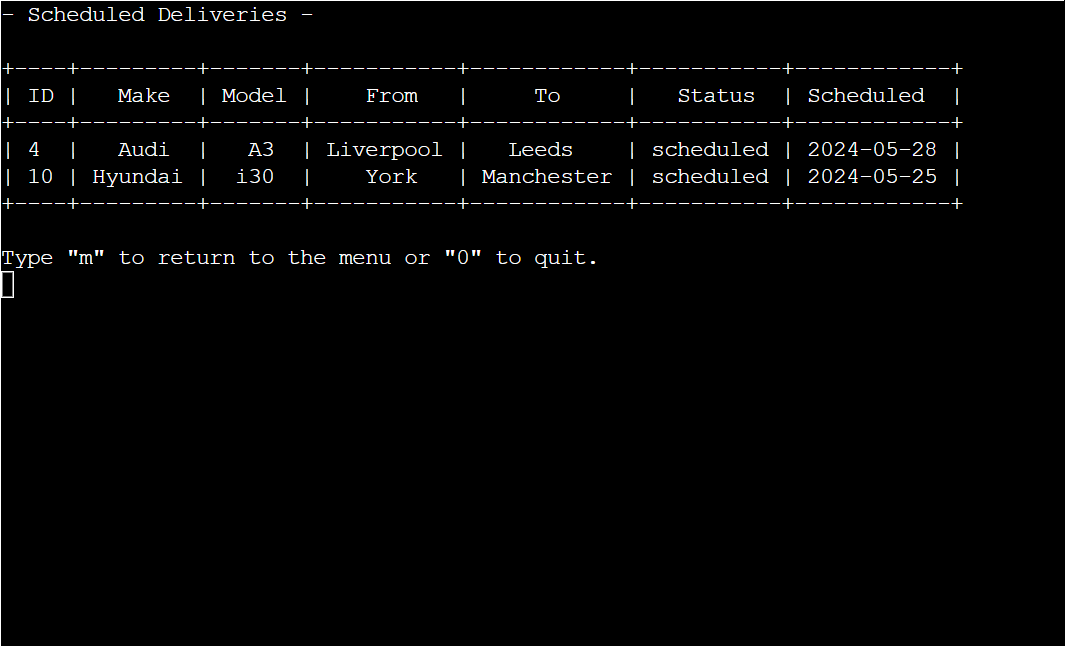 - Scheduled Deliveries -
+----+---------+-------+-----------+------------+-----------+------------+
| ID |   Make  | Model |    From   |     To     |   Status  | Scheduled  |
+----+---------+-------+-----------+------------+-----------+------------+
| 4  |   Audi  |   A3  | Liverpool |   Leeds    | scheduled | 2024-05-28 |
| 10 | Hyundai |  i30  |    York   | Manchester | scheduled | 2024-05-25 |
+----+---------+-------+-----------+------------+-----------+------------+
Type "m" to return to the menu or "0" to quit.